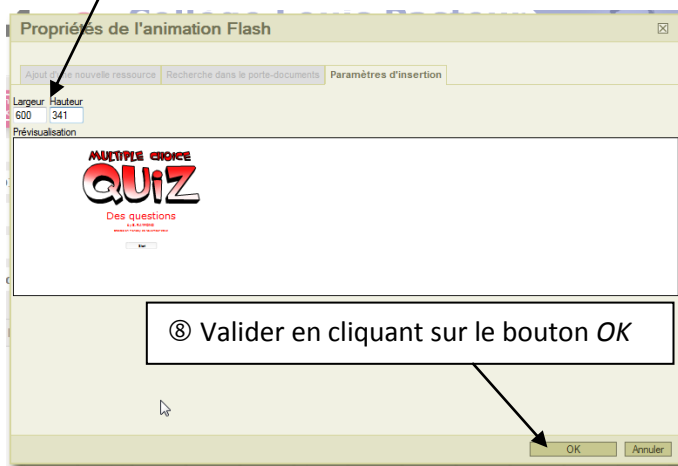 Propriétés de l'animation Flash
Ajout d'une nouvelle ressource Recherche dans le porte-documents Paramètres d'insertion
Largeur Hauteur
600 341
Prévisualisation
MULTIPLE CHOICE
QUiZ
Des questions
⑧ Valider en cliquant sur le bouton OK
OK Annuler